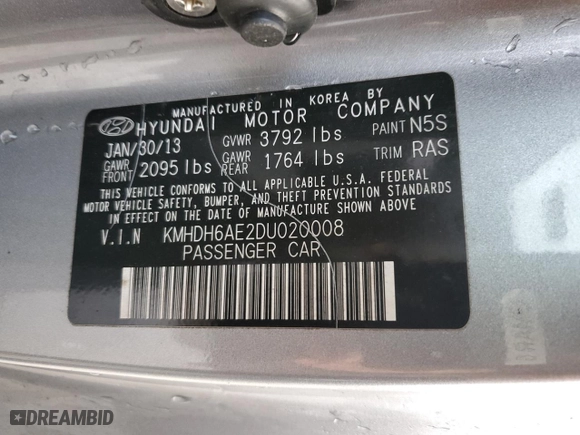 MANUFACTURED IN KOREA BY
HYUNDAI MOTOR COMPANY
JAN/30/13 GVWR 3792 lbs PAINT N5S
GAWR FRONT 2095 lbs GAWR REAR 1764 lbs TRIM RAS
THIS VEHICLE CONFORMS TO ALL APPLICABLE U.S.A. FEDERAL
MOTOR VEHICLE SAFETY, BUMPER, AND THEFT PREVENTION STANDARDS
IN EFFECT ON THE DATE OF MANUFACTURE SHOWN ABOVE
V.I.N KMHDH6AE2DU020008
PASSENGER CAR
DREAMBID